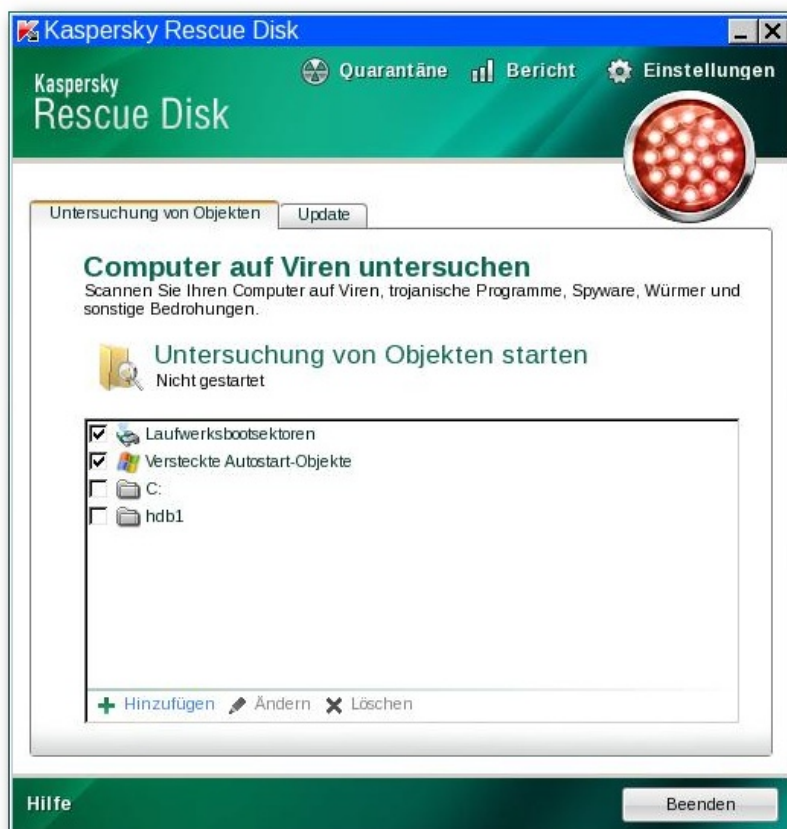 Kaspersky Rescue Disk
Quarantäne Bericht Einstellungen
Kaspersky
Rescue Disk
Untersuchung von Objekten Update
Computer auf Viren untersuchen
Scannen Sie Ihren Computer auf Viren, trojanische Programme, Spyware, Würmer und
sonstige Bedrohungen.
Untersuchung von Objekten starten
Nicht gestartet
Laufwerksbootsektoren
Versteckte Autostart-Objekte
C:
hdb1
Hinzufügen Ändern Löschen
Hilfe Beenden